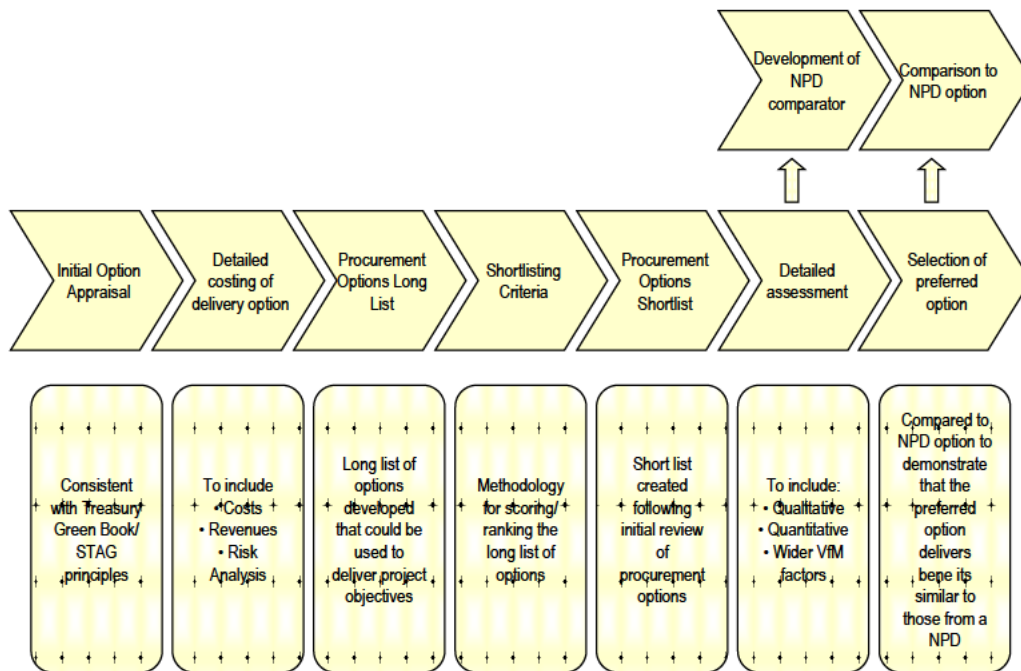 Development of
NPD
comparator
Comparison to
NPD option
Initial Option
Appraisal
Detailed
costing of
delivery option
Procurement
Options Long
List
Shortlisting
Criteria
Procurement
Options
Shortlist
Detailed
assessment
Selection of
preferred
option
Consistent
with Treasury
Green Book/
STAG
principles
To include
• Costs
• Revenues
• Risk
Analysis
Long list of
options
developed
that could be
used to
deliver project
objectives
Methodology
for scoring/
ranking the
long list of
options
Short list
created
following
initial review
of
procurement
options
To include:
• Qualitative
• Quantitative
• Wider VfM
factors
Compared to
NPD option to
demonstrate
that the
preferred
option
delivers
bene its
similar to
those from a
NPD